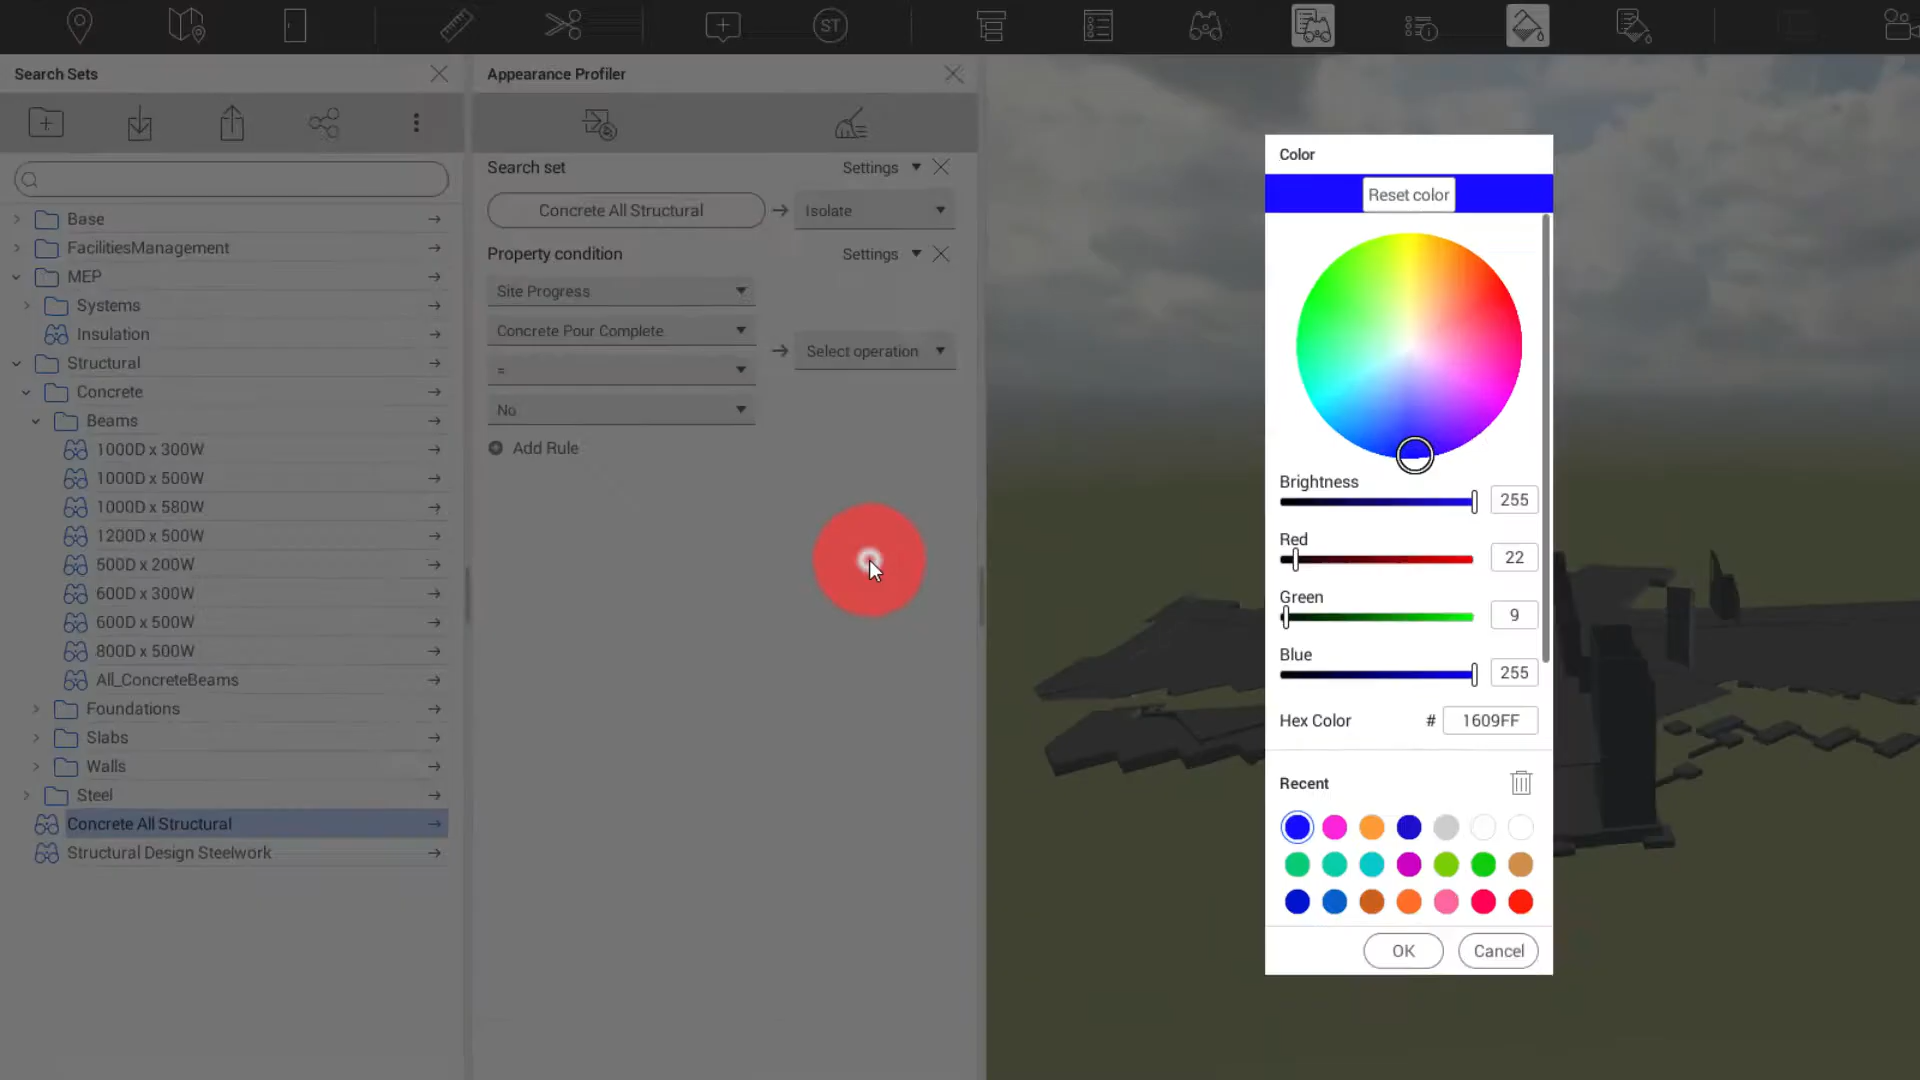 ST
Search Sets
Base
FacilitiesManagement
MEP
Systems
Insulation
Structural
Concrete
Beams
1000D x 300W
1000D x 500W
1000D x 580W
1200D x 500W
500D x 200W
600D x 300W
600D x 500W
800D x 500W
All_ConcreteBeams
Foundations
Slabs
Walls
Steel
Concrete All Structural
Structural Design Steelwork
Appearance Profiler
Search set Settings
Concrete All Structural Isolate
Property condition Settings
Site Progress
Concrete Pour Complete
Select operation
=
No
Add Rule
Color
Reset color
Brightness
255
Red
22
Green
9
Blue
255
Hex Color # 1609FF
Recent
OK Cancel